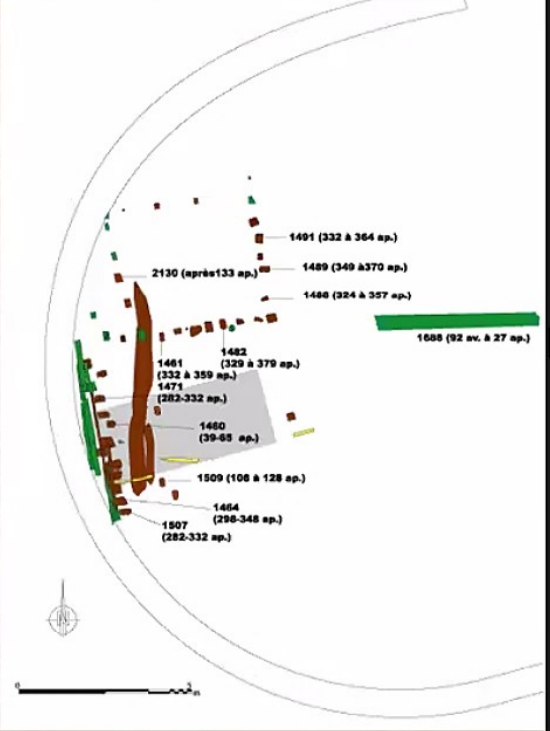 1491 (332 à 364 ap.)
1489 (349 à370 ap.)
2130 (après133 ap.)
1488 (324 à 357 ap.)
1688 (92 av. à 27 ap.)
1482
(329 à 379 ap.)
1461
(332 à 359 ap.)
1471
(282-332 ap.)
1460
(39-65 ap.)
1509 (106 à 128 ap.)
1464
(298-348 ap.)
1507
(282-332 ap.)
N
0
5
m